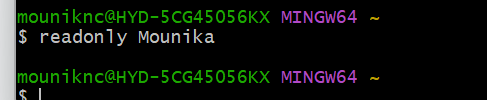 mouniknc@HYD-5CG45056KX MINGW64 ~
$ readonly Mounika
mouniknc@HYD-5CG45056KX MINGW64 ~
$